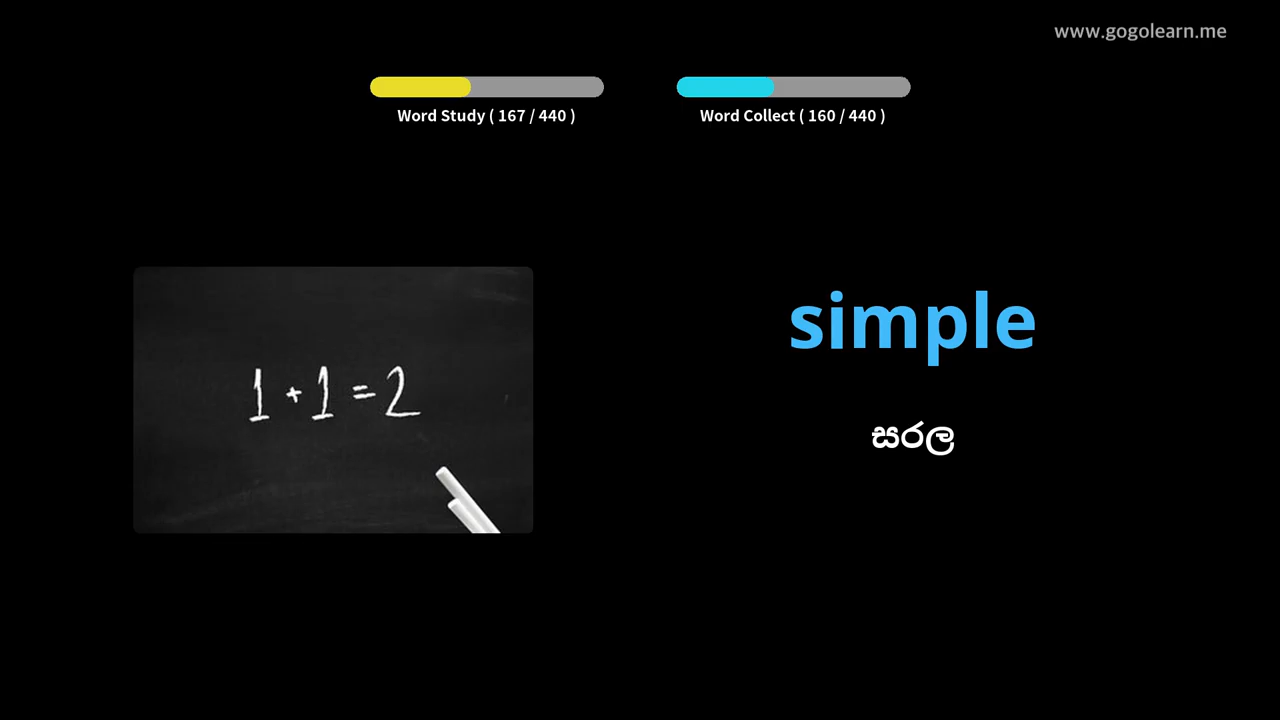 www.gogolearn.me
Word Study ( 167 / 440 )
Word Collect ( 160 / 440 )
1 + 1 = 2
simple
සරල